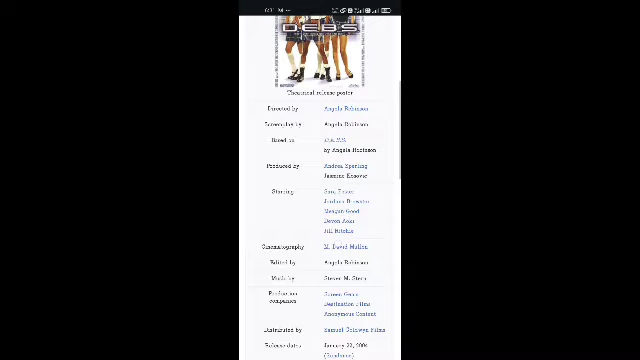 D.E.B.S
Theatrical release poster
Directed by Angela Robinson
Screenplay by Angela Robinson
Based on D.E.B.S.
by Angela Robinson
Produced by Andrea Sperling
Jasmine Kosovic
Starring Sara Foster
Jordana Brewster
Meagan Good
Devon Aoki
Jill Ritchie
Cinematography M. David Mullen
Edited by Angela Robinson
Music by Steven M. Stern
Production companies Screen Gems
Destination Films
Anonymous Content
Distributed by Samuel Goldwyn Films
Release dates January 22, 2004
(Sundance)